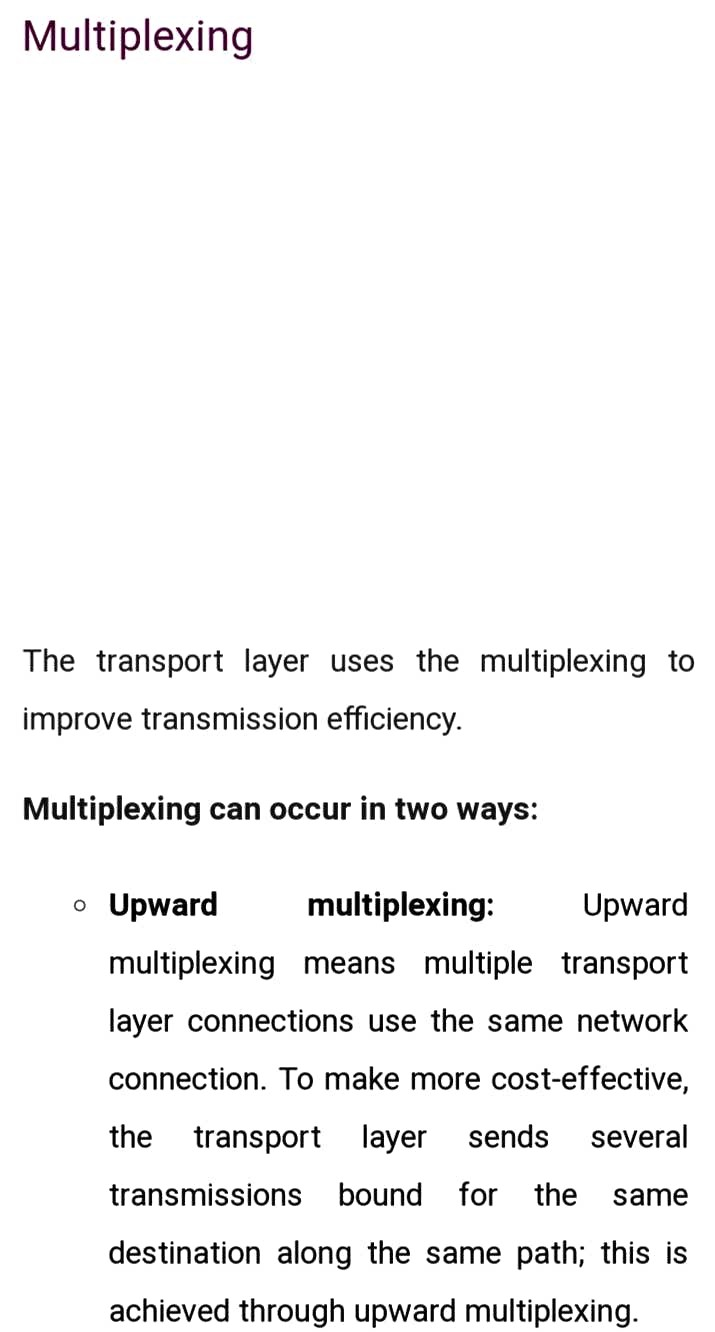 Multiplexing
The transport layer uses the multiplexing to
improve transmission efficiency.
Multiplexing can occur in two ways:
Upward multiplexing: Upward
multiplexing means multiple transport
layer connections use the same network
connection. To make more cost-effective,
the transport layer sends several
transmissions bound for the same
destination along the same path; this is
achieved through upward multiplexing.